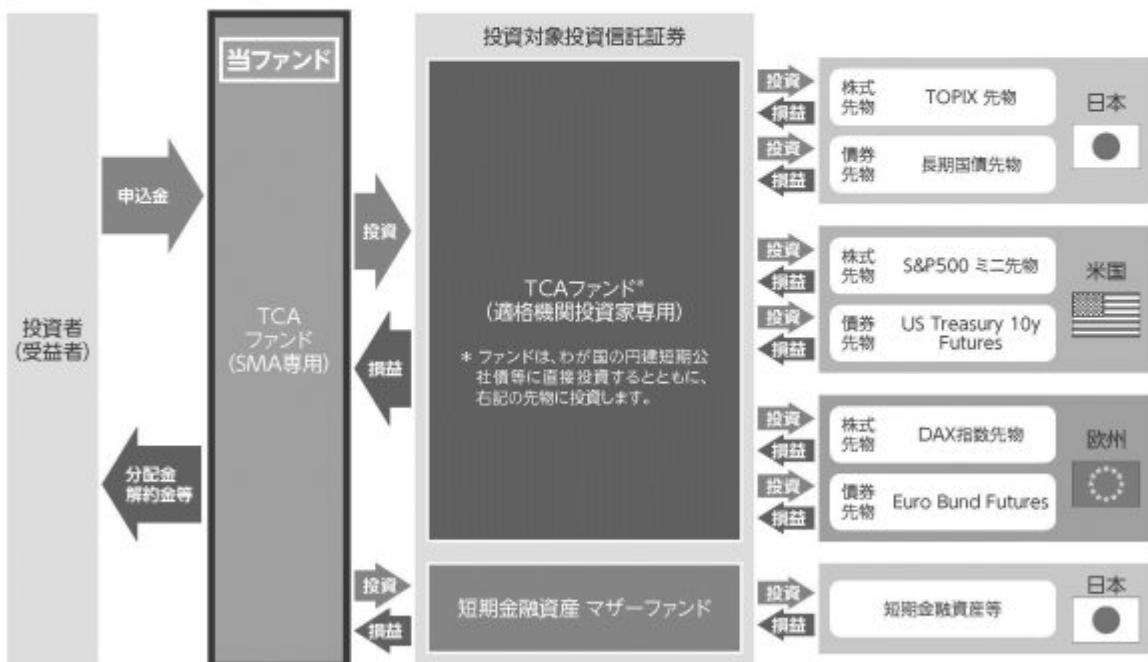 投資者
(受益者)
申込金
分配金
解約金等
当ファンド
TCA
ファンド
(SMA専用)
投資
損益
投資
損益
投資対象投資信託証券
TCAファンド*
(適格機関投資家専用)
* ファンドは、わが国の円建短期公
社債等に直接投資するとともに、
右記の先物に投資します。
短期金融資産 マザーファンド
投資
損益
株式
先物
TOPIX 先物
投資
損益
債券
先物
長期国債先物
日本
投資
損益
株式
先物
S&P500 ミニ先物
投資
損益
債券
先物
US Treasury 10y
Futures
米国
投資
損益
株式
先物
DAX指数先物
投資
損益
債券
先物
Euro Bund Futures
欧州
投資
損益
短期金融資産等
日本